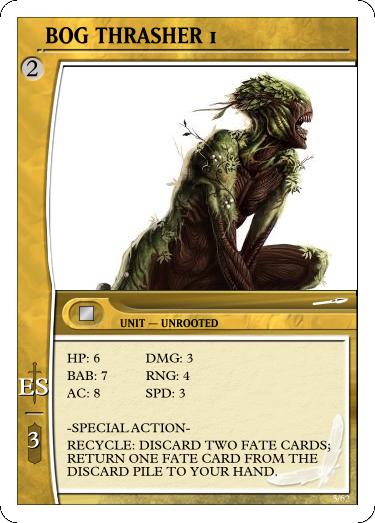 BOG THRASHER I
2
UNIT — UNROOTED
HP: 6 DMG: 3
BAB: 7 RNG: 4
AC: 8 SPD: 3
ES
3
-SPECIAL ACTION-
RECYCLE: DISCARD TWO FATE CARDS;
RETURN ONE FATE CARD FROM THE
DISCARD PILE TO YOUR HAND.
3/62